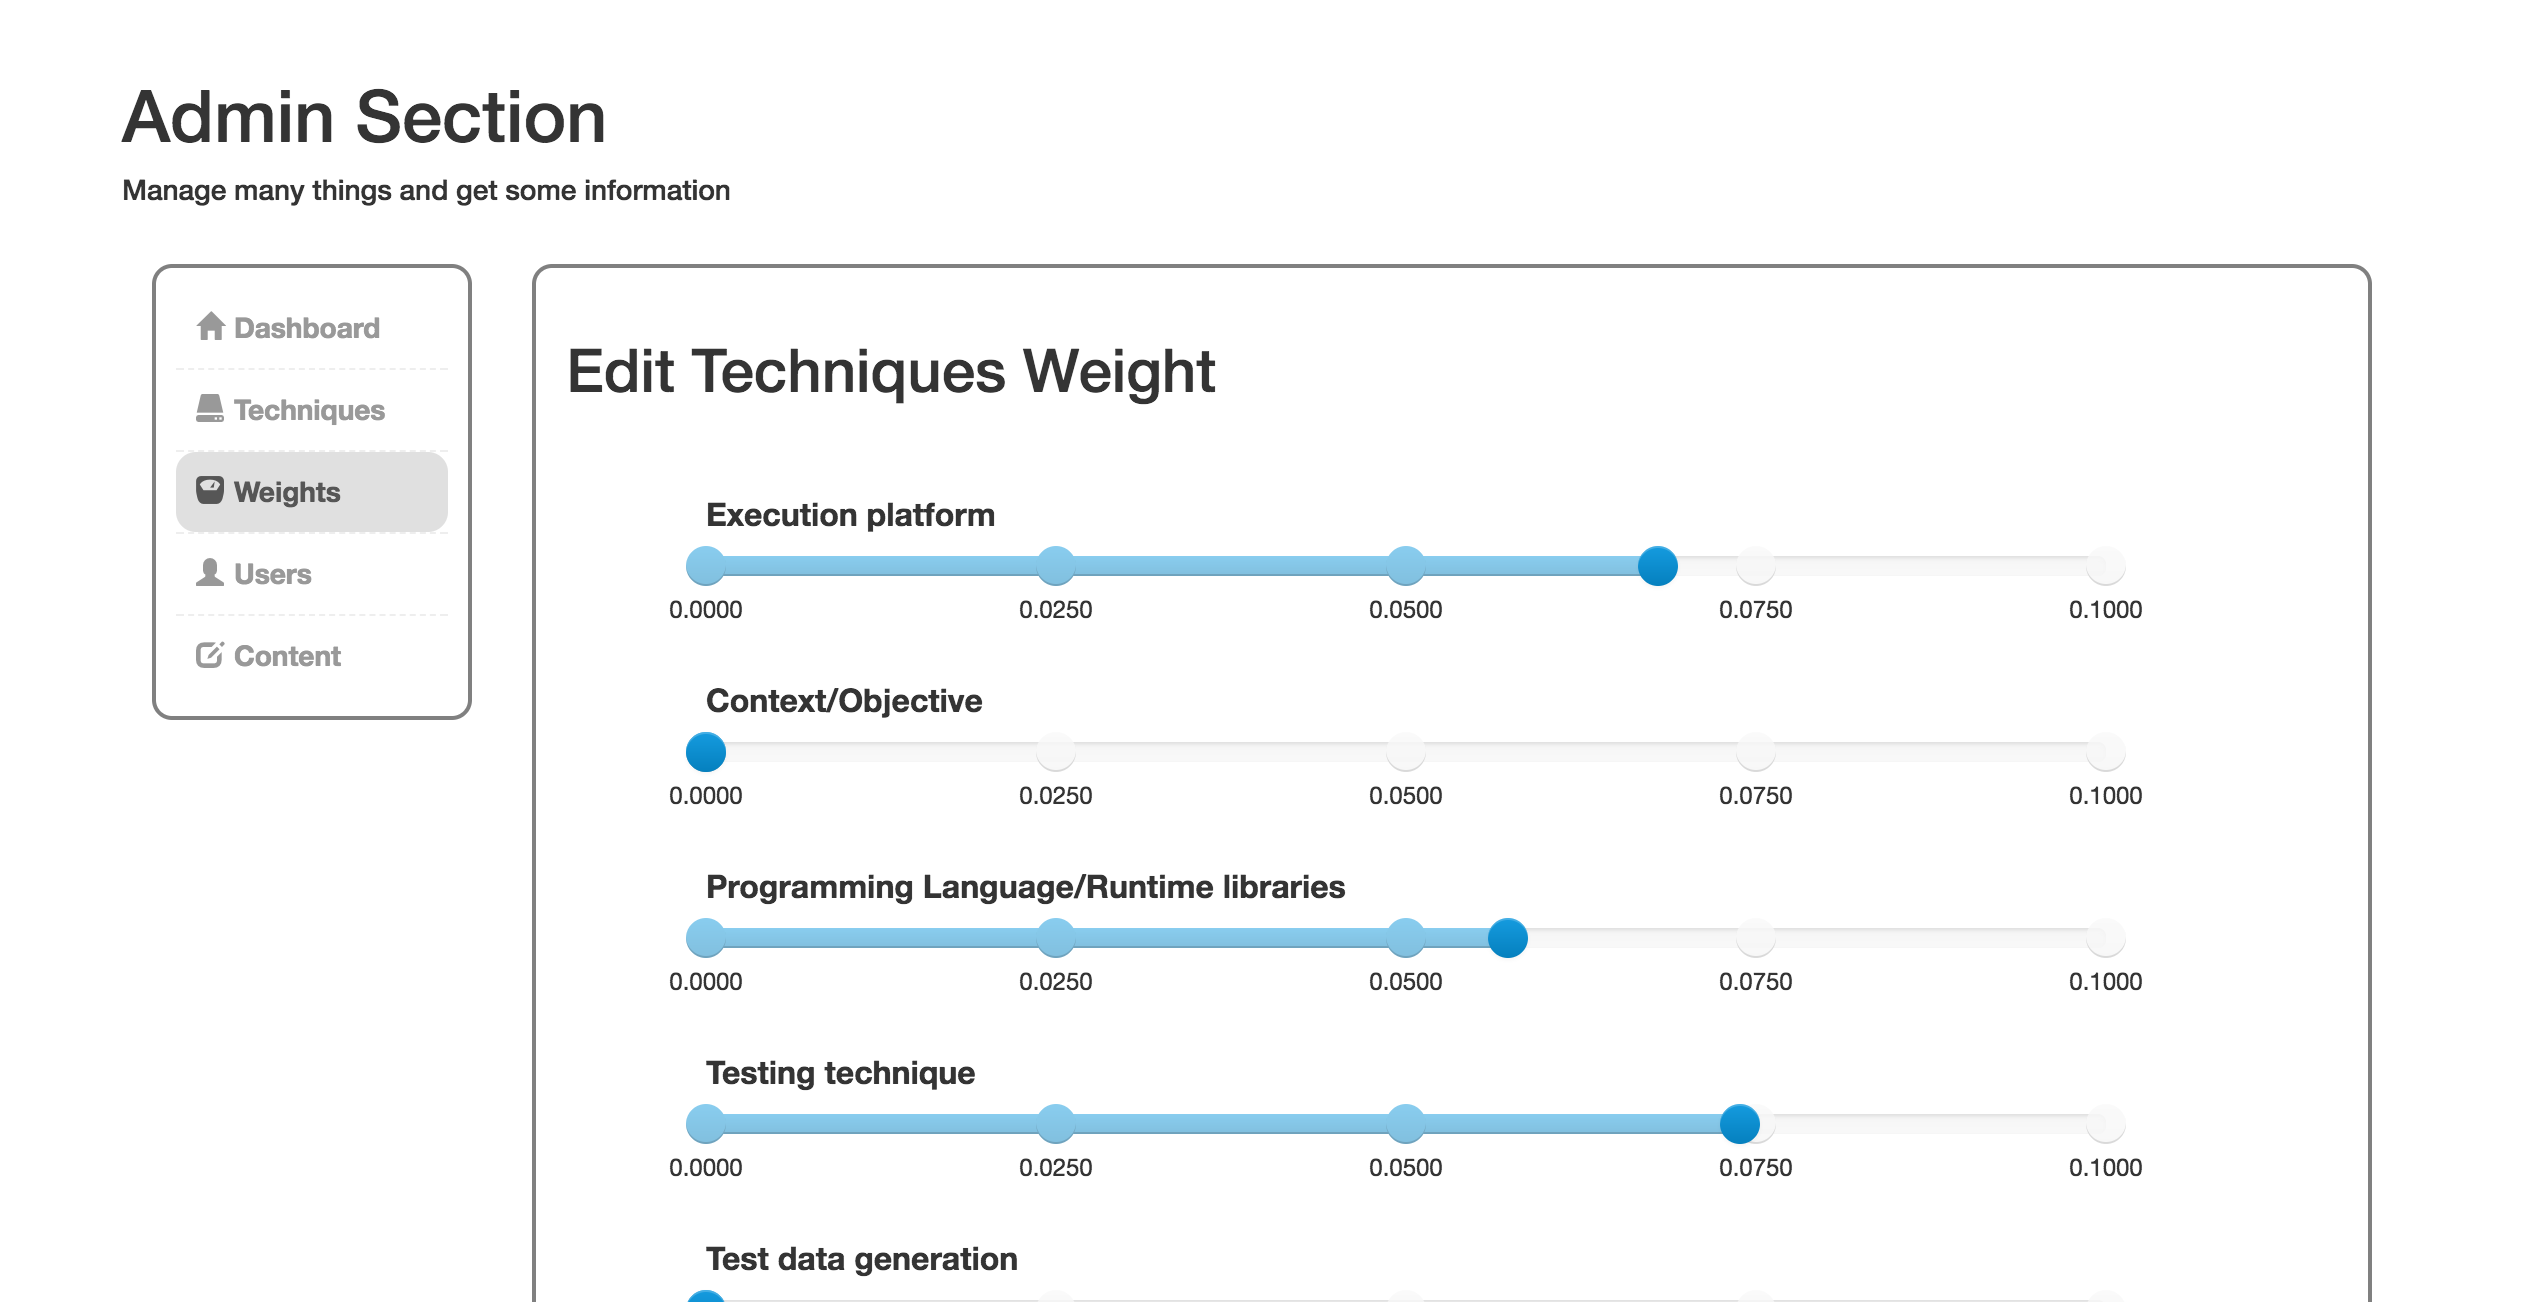 Admin Section
Manage many things and get some information
Dashboard
Techniques
Weights
Users
Content
Edit Techniques Weight
Execution platform
0.0000 0.0250 0.0500 0.0750 0.1000
Context/Objective
0.0000 0.0250 0.0500 0.0750 0.1000
Programming Language/Runtime libraries
0.0000 0.0250 0.0500 0.0750 0.1000
Testing technique
0.0000 0.0250 0.0500 0.0750 0.1000
Test data generation